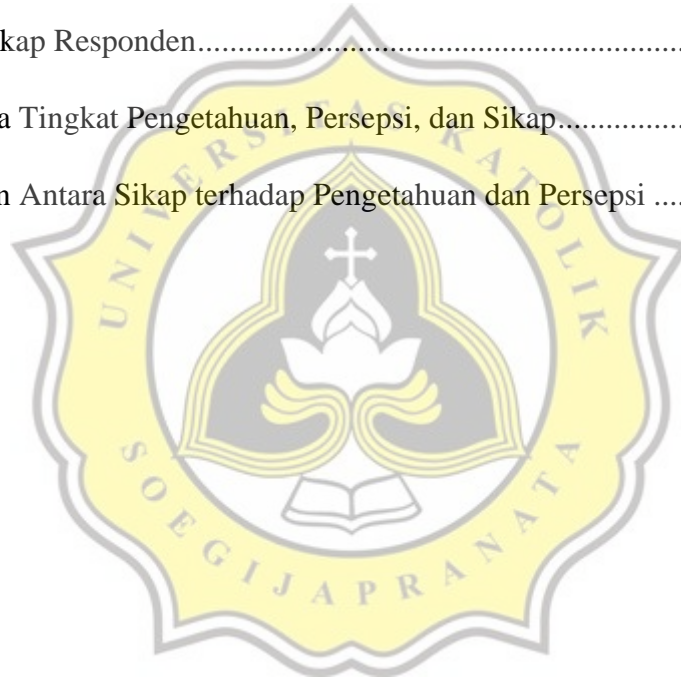 kap Responden....................................................................
a Tingkat Pengetahuan, Persepsi, dan Sikap................
n Antara Sikap terhadap Pengetahuan dan Persepsi ....
UNIVERSITAS KATOLIK
SOEGIJAPRANATA